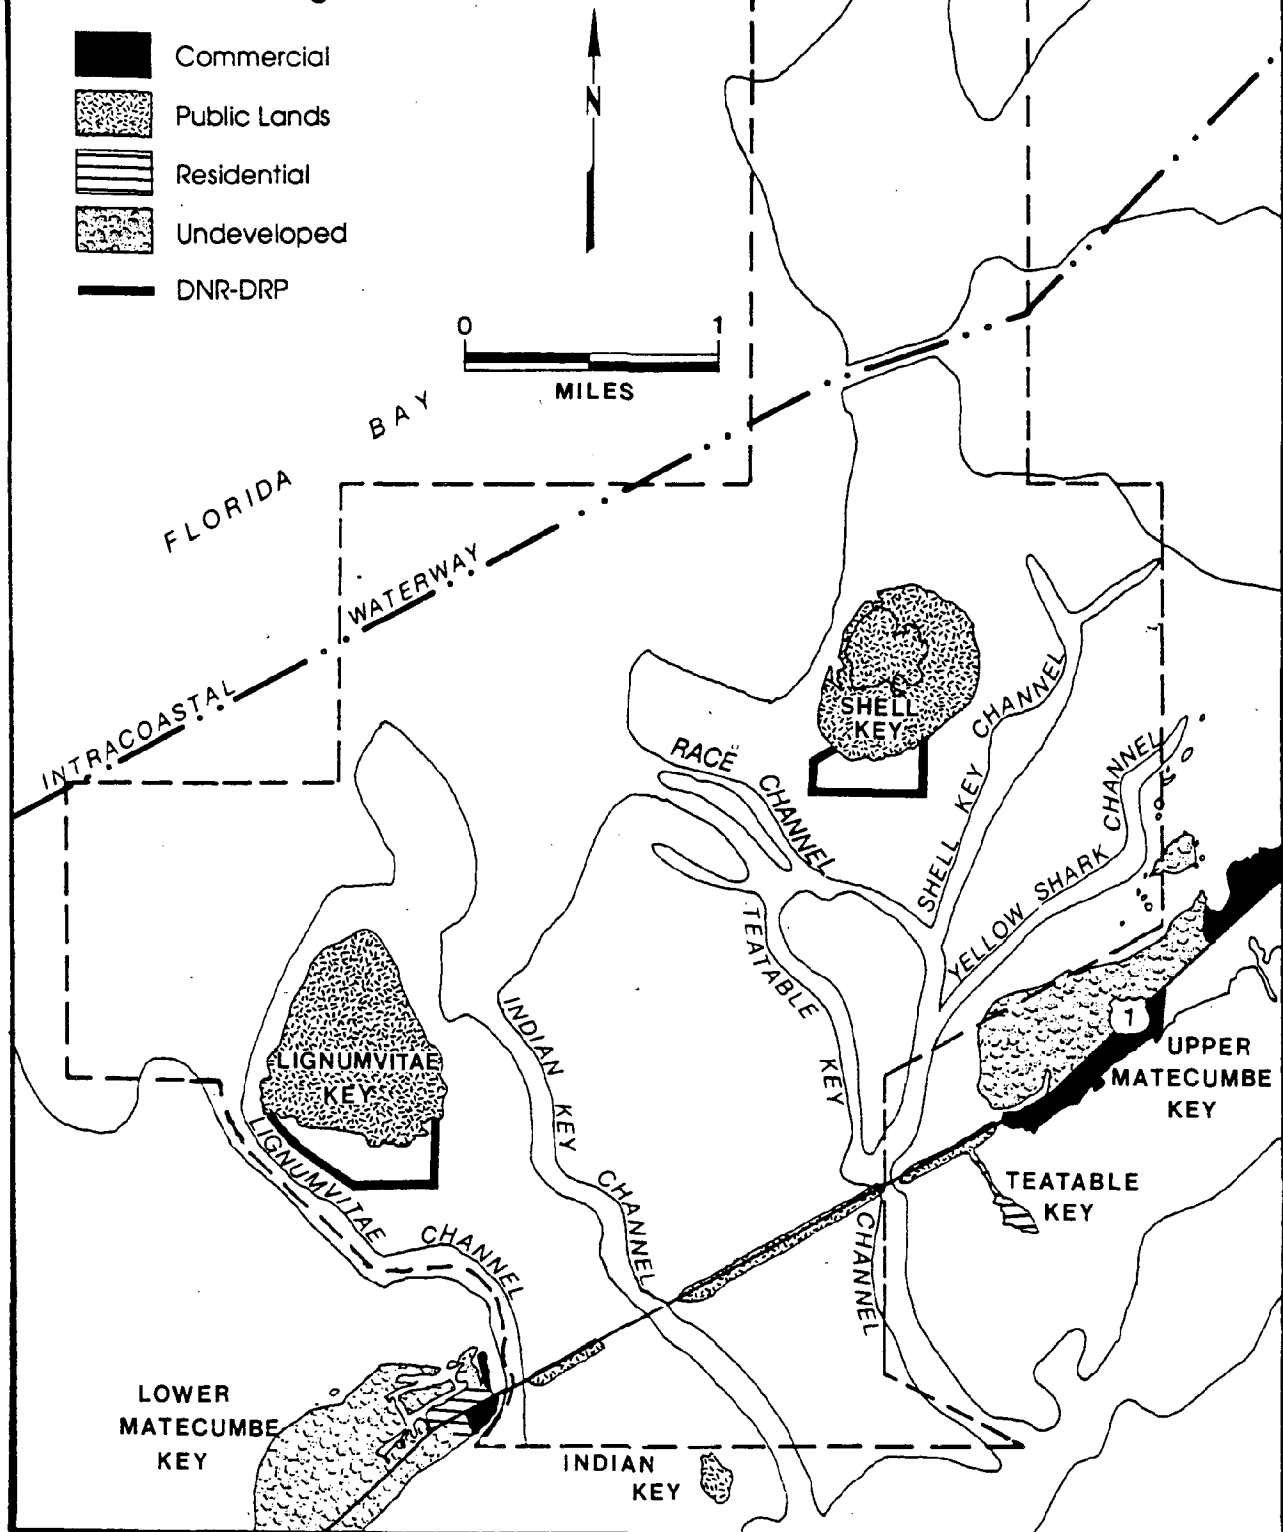 Commercial
Public Lands
Residential
Undeveloped
DNR-DRP
N
0 1
MILES
FLORIDA BAY
INTRACOASTAL WATERWAY
SHELL
KEY
RACE CHANNEL
SHELL KEY CHANNEL
YELLOW SHARK CHANNEL
TEATABLE KEY CHANNEL
INDIAN KEY CHANNEL
LIGNUMVITAE
KEY
LIGNUMVITAE CHANNEL
1
UPPER
MATECUMBE
KEY
TEATABLE
KEY
LOWER
MATECUMBE
KEY
INDIAN
KEY